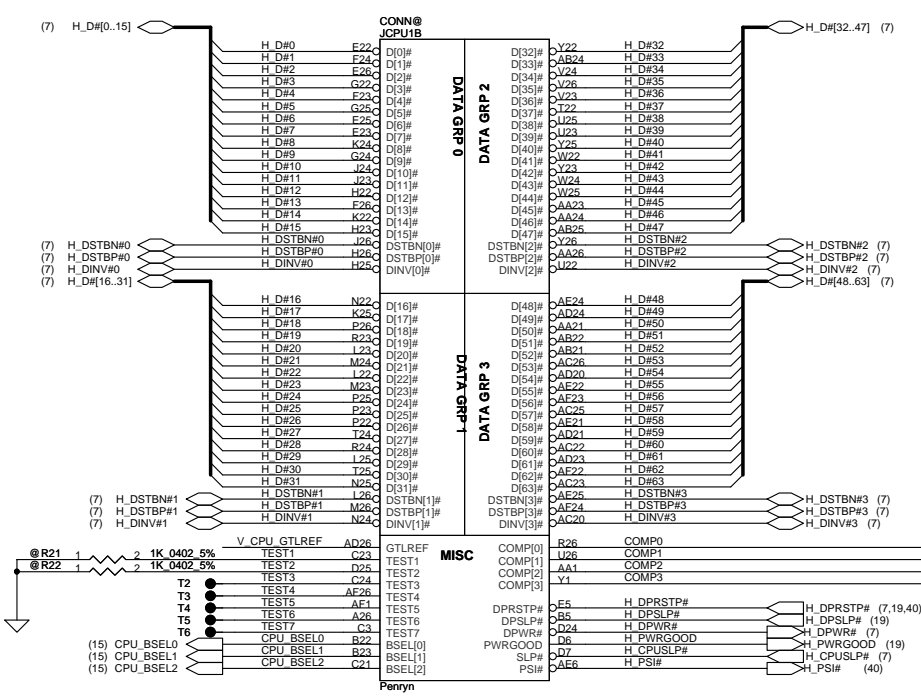 CONN@
JCPU1B
(7) H_D#[0..15]
H_D#[32..47] (7)
H_D#0 E22 D[0]# D[32]# Y22 H_D#32
H_D#1 F24 D[1]# D[33]# AB24 H_D#33
H_D#2 E26 D[2]# D[34]# V24 H_D#34
H_D#3 G22 D[3]# D[35]# V26 H_D#35
H_D#4 F23 D[4]# D[36]# V23 H_D#36
H_D#5 G25 D[5]# D[37]# T22 H_D#37
H_D#6 E25 D[6]# D[38]# U25 H_D#38
H_D#7 E23 D[7]# D[39]# U23 H_D#39
H_D#8 K24 D[8]# D[40]# Y25 H_D#40
H_D#9 G24 D[9]# D[41]# W22 H_D#41
H_D#10 J24 D[10]# D[42]# Y23 H_D#42
H_D#11 J23 D[11]# D[43]# W24 H_D#43
H_D#12 H22 D[12]# D[44]# W25 H_D#44
H_D#13 F26 D[13]# D[45]# AA23 H_D#45
H_D#14 K22 D[14]# D[46]# AA24 H_D#46
H_D#15 H23 D[15]# D[47]# AB25 H_D#47
DATA GRP 0
DATA GRP 2
(7) H_DSTBN#0 H_DSTBN#0 J26 DSTBN[0]# DSTBN[2]# Y26 H_DSTBN#2 H_DSTBN#2 (7)
(7) H_DSTBP#0 H_DSTBP#0 H26 DSTBP[0]# DSTBP[2]# AA26 H_DSTBP#2 H_DSTBP#2 (7)
(7) H_DINV#0 H_DINV#0 H25 DINV[0]# DINV[2]# U22 H_DINV#2 H_DINV#2 (7)
(7) H_D#[16..31]
H_D#[48..63] (7)
H_D#16 N22 D[16]# D[48]# AE24 H_D#48
H_D#17 K25 D[17]# D[49]# AD24 H_D#49
H_D#18 P26 D[18]# D[50]# AA21 H_D#50
H_D#19 R23 D[19]# D[51]# AB22 H_D#51
H_D#20 L23 D[20]# D[52]# AB21 H_D#52
H_D#21 M24 D[21]# D[53]# AC26 H_D#53
H_D#22 L22 D[22]# D[54]# AD20 H_D#54
H_D#23 M23 D[23]# D[55]# AE22 H_D#55
H_D#24 P25 D[24]# D[56]# AF23 H_D#56
H_D#25 P23 D[25]# D[57]# AC25 H_D#57
H_D#26 P22 D[26]# D[58]# AE21 H_D#58
H_D#27 T24 D[27]# D[59]# AD21 H_D#59
H_D#28 R24 D[28]# D[60]# AC22 H_D#60
H_D#29 L25 D[29]# D[61]# AD23 H_D#61
H_D#30 T25 D[30]# D[62]# AF22 H_D#62
H_D#31 N25 D[31]# D[63]# AC23 H_D#63
DATA GRP 1
DATA GRP 3
(7) H_DSTBN#1 H_DSTBN#1 L26 DSTBN[1]# DSTBN[3]# AE25 H_DSTBN#3 H_DSTBN#3 (7)
(7) H_DSTBP#1 H_DSTBP#1 M26 DSTBP[1]# DSTBP[3]# AF24 H_DSTBP#3 H_DSTBP#3 (7)
(7) H_DINV#1 H_DINV#1 N24 DINV[1]# DINV[3]# AC20 H_DINV#3 H_DINV#3 (7)
MISC
V_CPU_GTLREF AD26 GTLREF COMP[0] R26 COMP0
@ R21 1 2 1K_0402_5% TEST1 C23 TEST1 COMP[1] U26 COMP1
@ R22 1 2 1K_0402_5% TEST2 D25 TEST2 COMP[2] AA1 COMP2
T2 TEST3 C24 TEST3 COMP[3] Y1 COMP3
T3 TEST4 AF26 TEST4
T4 TEST5 AF1 TEST5 DPRSTP# E5 H_DPRSTP# H_DPRSTP# (7,19,40)
T5 TEST6 A26 TEST6 DPSLP# B5 H_DPSLP# H_DPSLP# (19)
T6 TEST7 C3 TEST7 DPWR# D24 H_DPWR# H_DPWR# (7)
(15) CPU_BSEL0 CPU_BSEL0 B22 BSEL[0] PWRGOOD D6 H_PWRGOOD H_PWRGOOD (19)
(15) CPU_BSEL1 CPU_BSEL1 B23 BSEL[1] SLP# D7 H_CPUSLP# H_CPUSLP# (7)
(15) CPU_BSEL2 CPU_BSEL2 C21 BSEL[2] PSI# AE6 H_PSI# H_PSI# (40)
Penryn